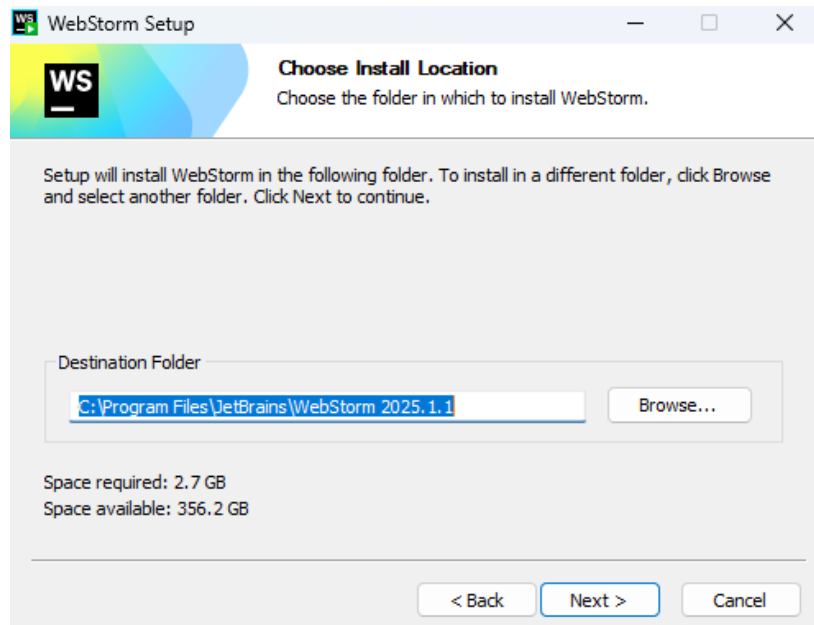 WS WebStorm Setup
WS
Choose Install Location
Choose the folder in which to install WebStorm.
Setup will install WebStorm in the following folder. To install in a different folder, click Browse
and select another folder. Click Next to continue.
Destination Folder
C:\Program Files\JetBrains\WebStorm 2025.1.1
Browse...
Space required: 2.7 GB
Space available: 356.2 GB
< Back Next > Cancel